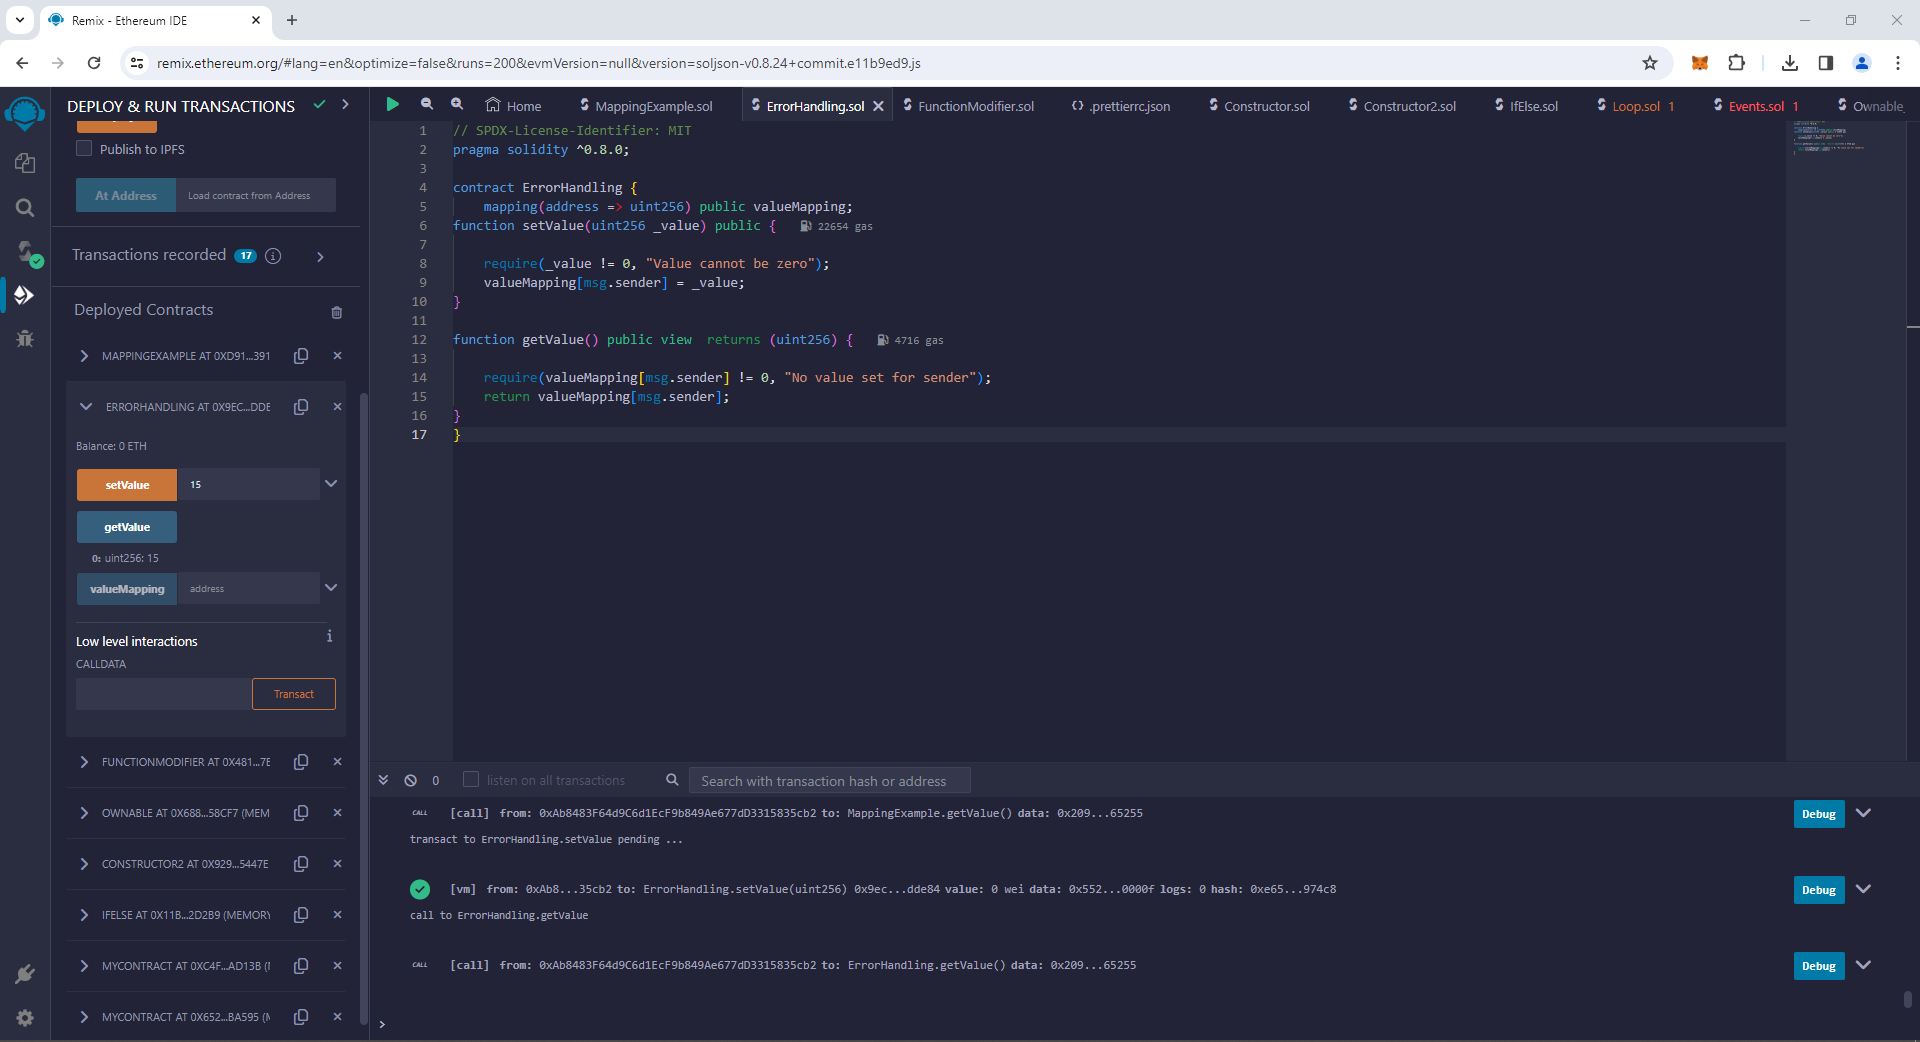 Remix - Ethereum IDE
remix.ethereum.org/#lang=en&optimize=false&runs=200&evmVersion=null&version=soljson-v0.8.24+commit.e11b9ed9.js
DEPLOY & RUN TRANSACTIONS
Publish to IPFS
At Address Load contract from Address
Transactions recorded 17
Deployed Contracts
MAPPINGEXAMPLE AT 0XD91...391
ERRORHANDLING AT 0X9EC...DDE
Balance: 0 ETH
setValue 15
getValue
0: uint256: 15
valueMapping address
Low level interactions
CALLDATA
Transact
FUNCTIONMODIFIER AT 0X481...7E
OWNABLE AT 0X688...58CF7 (MEM
CONSTRUCTOR2 AT 0X929...5447E
IFELSE AT 0X11B...2D2B9 (MEMORY
MYCONTRACT AT 0XC4F...AD13B (
MYCONTRACT AT 0X652...BA595 (
Home MappingExample.sol ErrorHandling.sol FunctionModifier.sol {} .prettierrc.json Constructor.sol Constructor2.sol IfElse.sol Loop.sol 1 Events.sol 1 Ownable
1 // SPDX-License-Identifier: MIT
2 pragma solidity ^0.8.0;
3
4 contract ErrorHandling {
5 mapping(address => uint256) public valueMapping;
6 function setValue(uint256 _value) public { 22654 gas
7
8 require(_value != 0, "Value cannot be zero");
9 valueMapping[msg.sender] = _value;
10 }
11
12 function getValue() public view  returns (uint256) { 4716 gas
13
14 require(valueMapping[msg.sender] != 0, "No value set for sender");
15 return valueMapping[msg.sender];
16 }
17 }
0 listen on all transactions Search with transaction hash or address
CALL [call] from: 0xAb8483F64d9C6d1EcF9b849Ae677dD3315835cb2 to: MappingExample.getValue() data: 0x209...65255 Debug
transact to ErrorHandling.setValue pending ...
[vm] from: 0xAb8...35cb2 to: ErrorHandling.setValue(uint256) 0x9ec...dde84 value: 0 wei data: 0x552...0000f logs: 0 hash: 0xe65...974c8 Debug
call to ErrorHandling.getValue
CALL [call] from: 0xAb8483F64d9C6d1EcF9b849Ae677dD3315835cb2 to: ErrorHandling.getValue() data: 0x209...65255 Debug
>